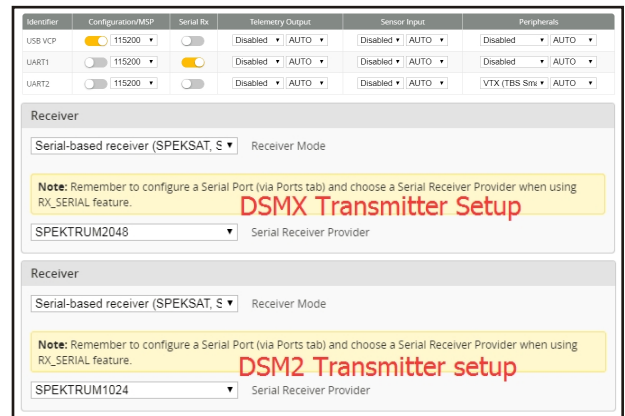 Identifier Configuration/MSP Serial Rx Telemetry Output Sensor Input Peripherals
USB VCP 115200 Disabled AUTO Disabled AUTO Disabled AUTO
UART1 115200 Disabled AUTO Disabled AUTO Disabled AUTO
UART2 115200 Disabled AUTO Disabled AUTO VTX (TBS Sma AUTO
Receiver
Serial-based receiver (SPEKSAT, S Receiver Mode
Note: Remember to configure a Serial Port (via Ports tab) and choose a Serial Receiver Provider when using
RX_SERIAL feature.
DSMX Transmitter Setup
SPEKTRUM2048 Serial Receiver Provider
Receiver
Serial-based receiver (SPEKSAT, S Receiver Mode
Note: Remember to configure a Serial Port (via Ports tab) and choose a Serial Receiver Provider when using
RX_SERIAL feature.
DSM2 Transmitter setup
SPEKTRUM1024 Serial Receiver Provider